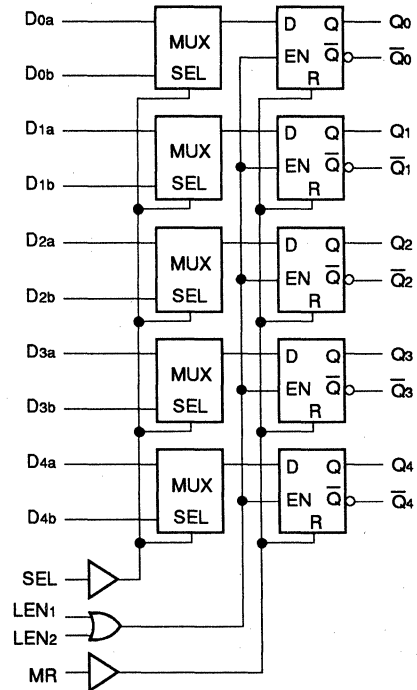 D0a MUX D Q Q0
D0b SEL EN Q̅ Q̅0
R
D1a MUX D Q Q1
D1b SEL EN Q̅ Q̅1
R
D2a MUX D Q Q2
D2b SEL EN Q̅ Q̅2
R
D3a MUX D Q Q3
D3b SEL EN Q̅ Q̅3
R
D4a MUX D Q Q4
D4b SEL EN Q̅ Q̅4
R
SEL
LEN1
LEN2
MR